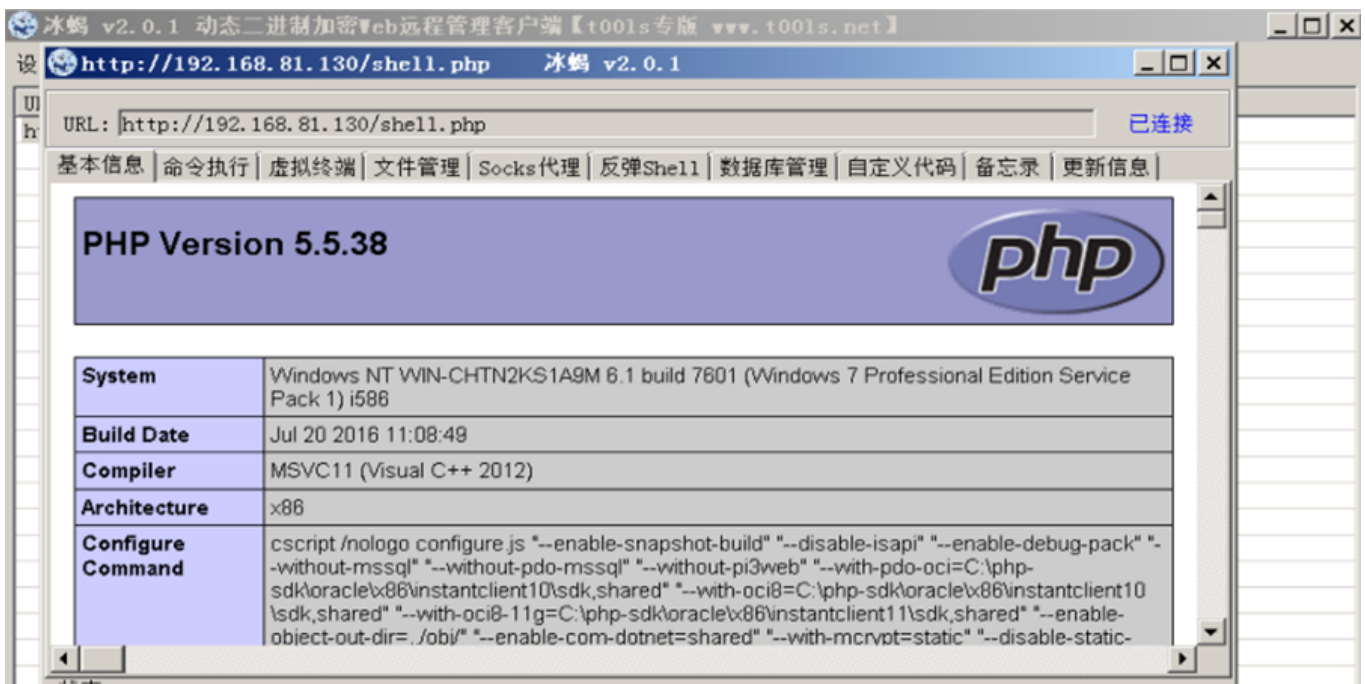 冰蝎 v2.0.1 动态二进制加密Web远程管理客户端【t00ls专版 www.t00ls.net】
设
http://192.168.81.130/shell.php 冰蝎 v2.0.1
URL: http://192.168.81.130/shell.php 已连接
基本信息 命令执行 虚拟终端 文件管理 Socks代理 反弹Shell 数据库管理 自定义代码 备忘录 更新信息
PHP Version 5.5.38
php
System Windows NT WIN-CHTN2KS1A9M 6.1 build 7601 (Windows 7 Professional Edition Service
Pack 1) i586
Build Date Jul 20 2016 11:08:49
Compiler MSVC11 (Visual C++ 2012)
Architecture x86
Configure cscript /nologo configure.js "--enable-snapshot-build" "--disable-isapi" "--enable-debug-pack" "-
Command -without-mssql" "--without-pdo-mssql" "--without-pi3web" "--with-pdo-oci=C:\php-
sdk\oracle\x86\instantclient10\sdk,shared" "--with-oci8=C:\php-sdk\oracle\x86\instantclient10
\sdk,shared" "--with-oci8-11g=C:\php-sdk\oracle\x86\instantclient11\sdk,shared" "--enable-
object-out-dir=../obj/" "--enable-com-dotnet=shared" "--with-mcrypt=static" "--disable-static-